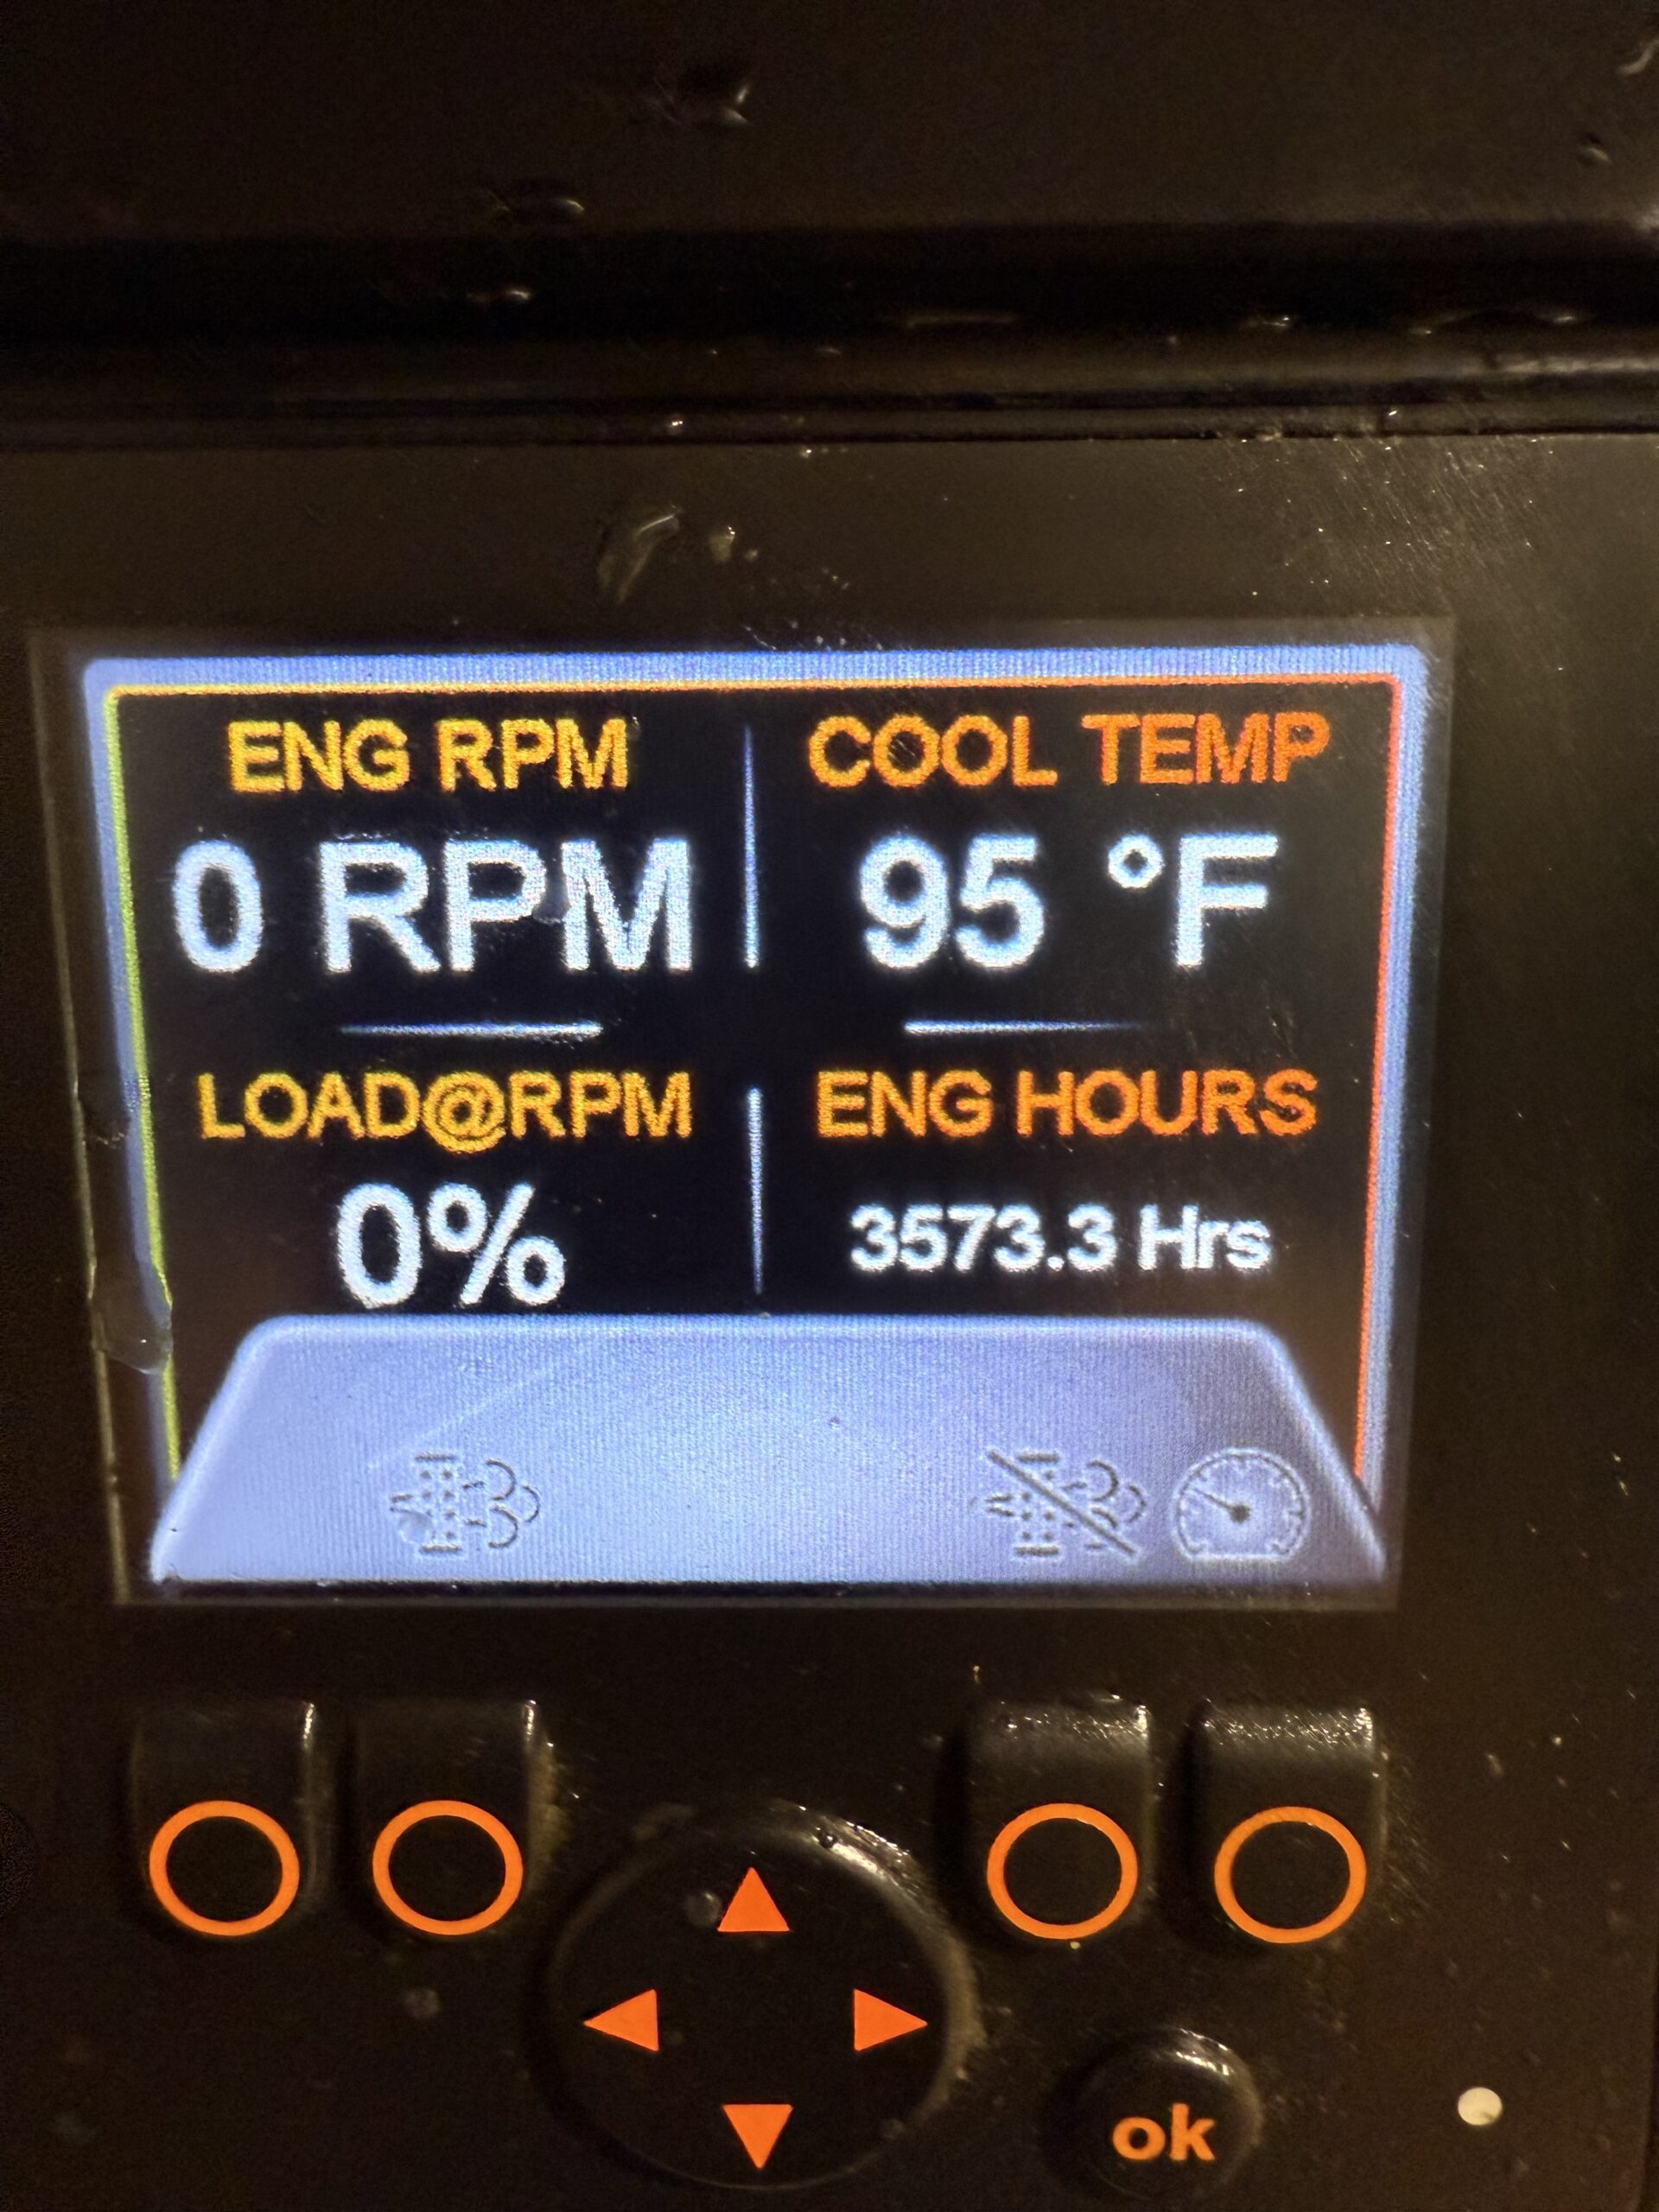 ENG RPM
COOL TEMP
0 RPM
95 °F
LOAD@RPM
ENG HOURS
0%
3573.3 Hrs
ok